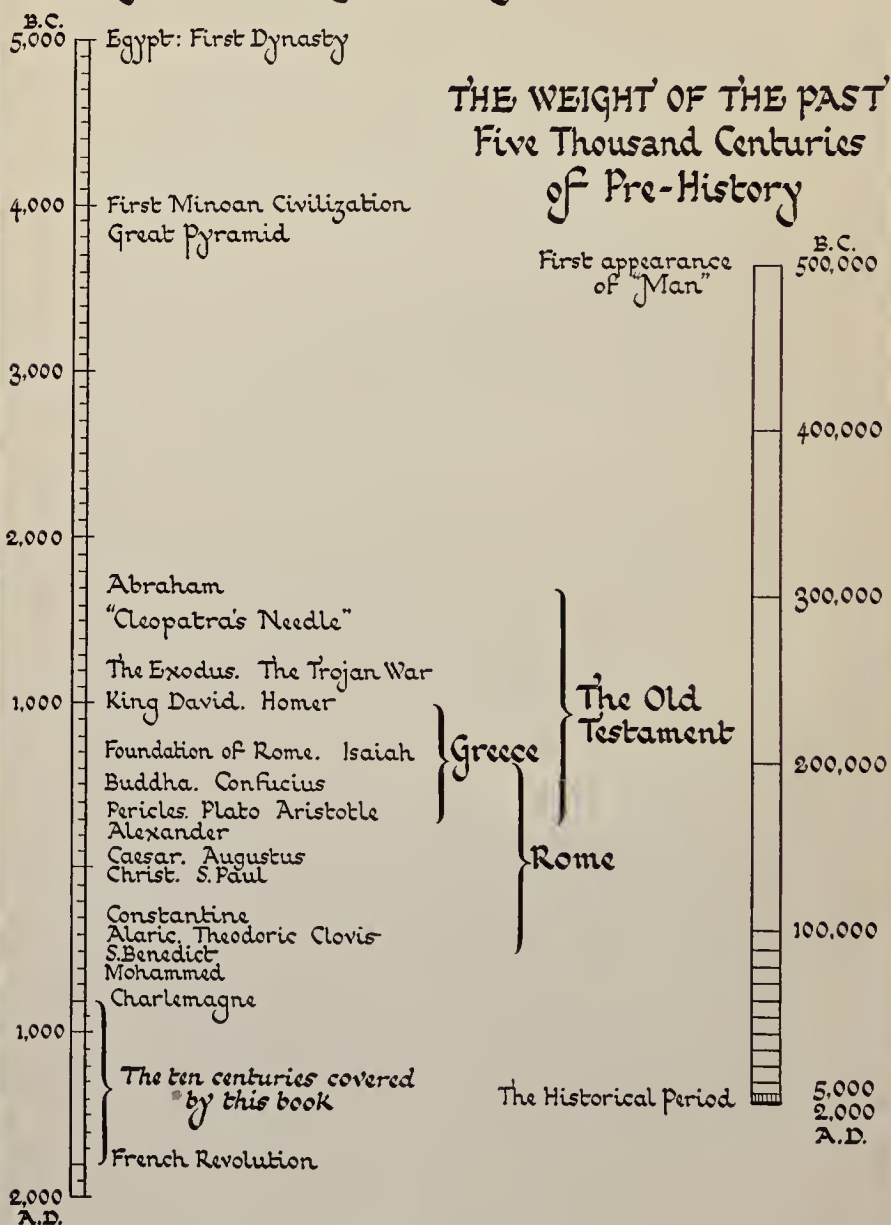 B.C.
5,000
Egypt: First Dynasty
4,000
First Minoan Civilization
Great Pyramid
3,000
2,000
Abraham
"Cleopatra's Needle"
The Exodus. The Trojan War
1,000
King David. Homer
Foundation of Rome. Isaiah
Buddha. Confucius
Pericles. Plato Aristotle
Alexander
Caesar. Augustus
Christ. S. Paul
Constantine
Alaric. Theodoric Clovis
S. Benedict
Mohammed
Charlemagne
1,000
The ten centuries covered
by this book
French Revolution
2,000
A.D.
Greece
The Old
Testament
Rome
THE WEIGHT OF THE PAST
Five Thousand Centuries
of Pre-History
First appearance
of "Man"
B.C.
500,000
400,000
300,000
200,000
100,000
The Historical Period
5,000
2,000
A.D.